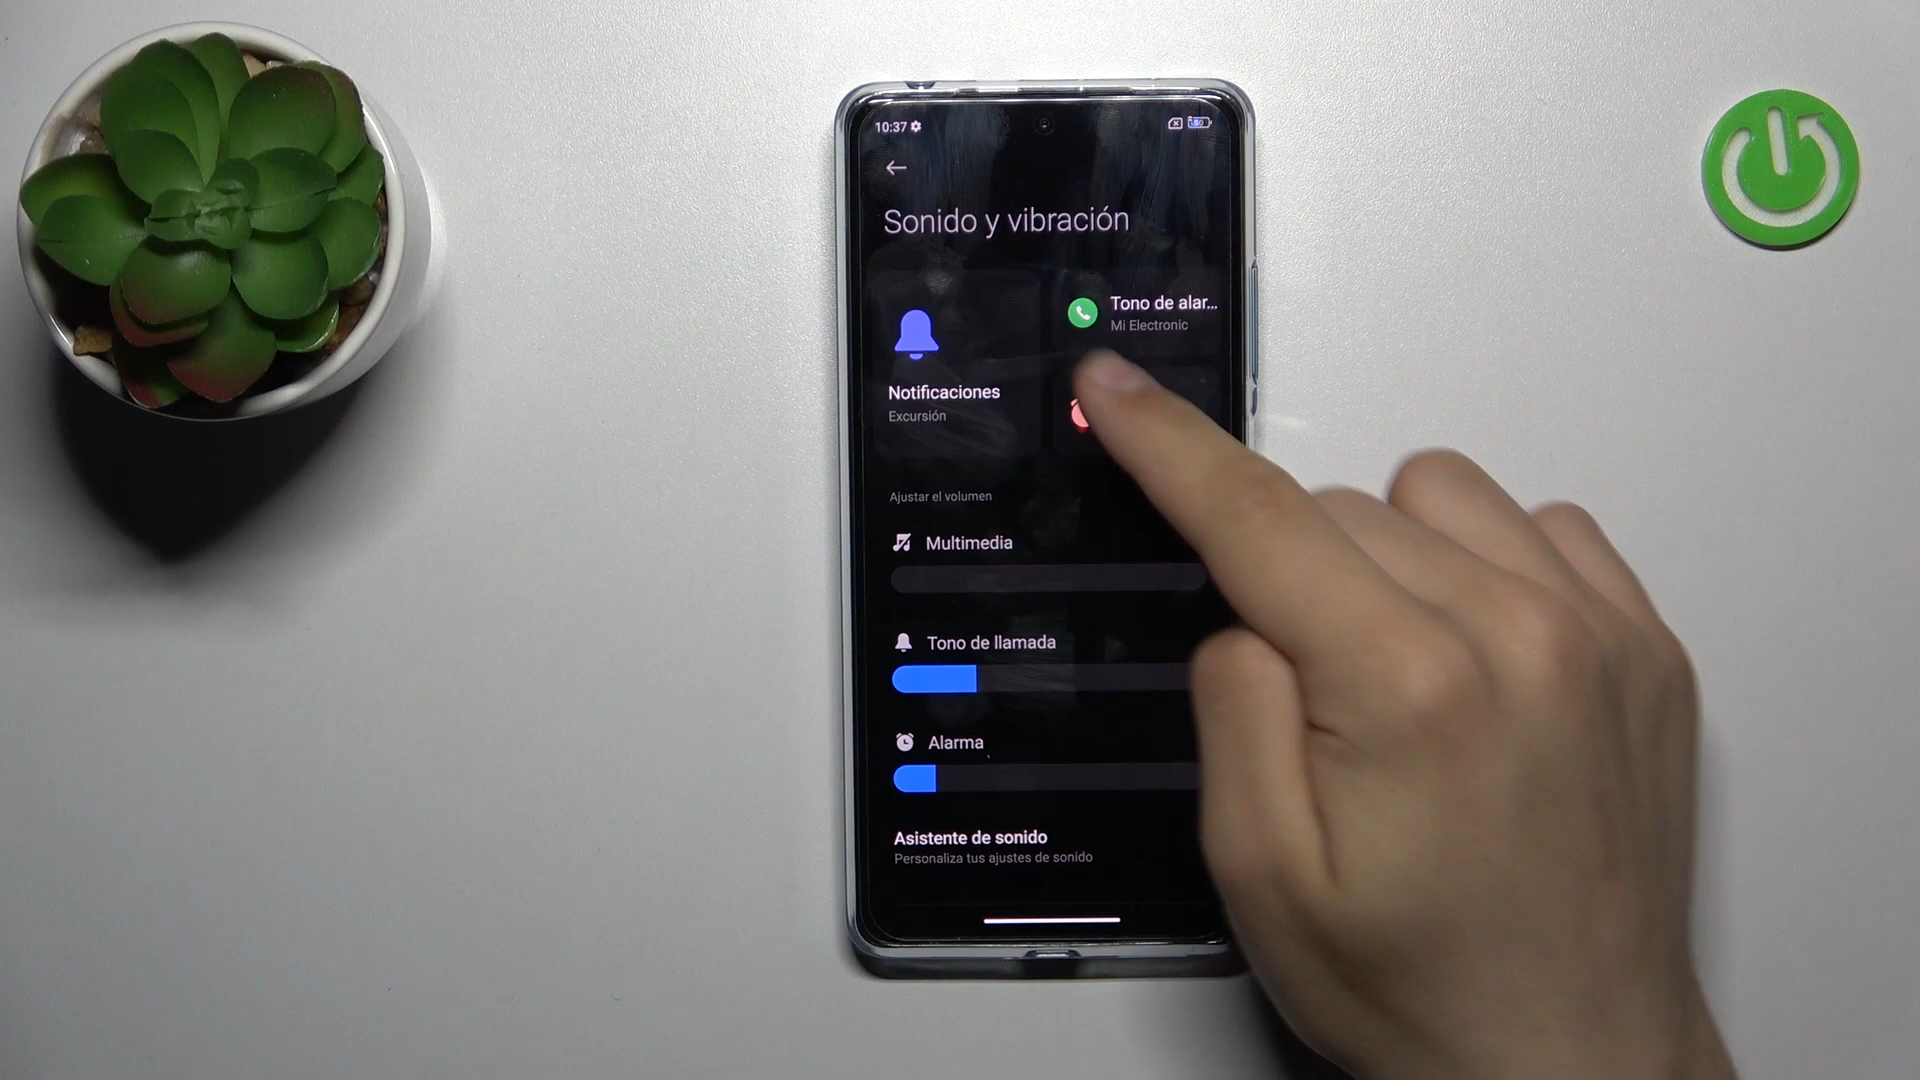 10:37
Sonido y vibración
Tono de alar...
Mi Electronic
Notificaciones
Excursión
Ajustar el volumen
Multimedia
Tono de llamada
Alarma
Asistente de sonido
Personaliza tus ajustes de sonido